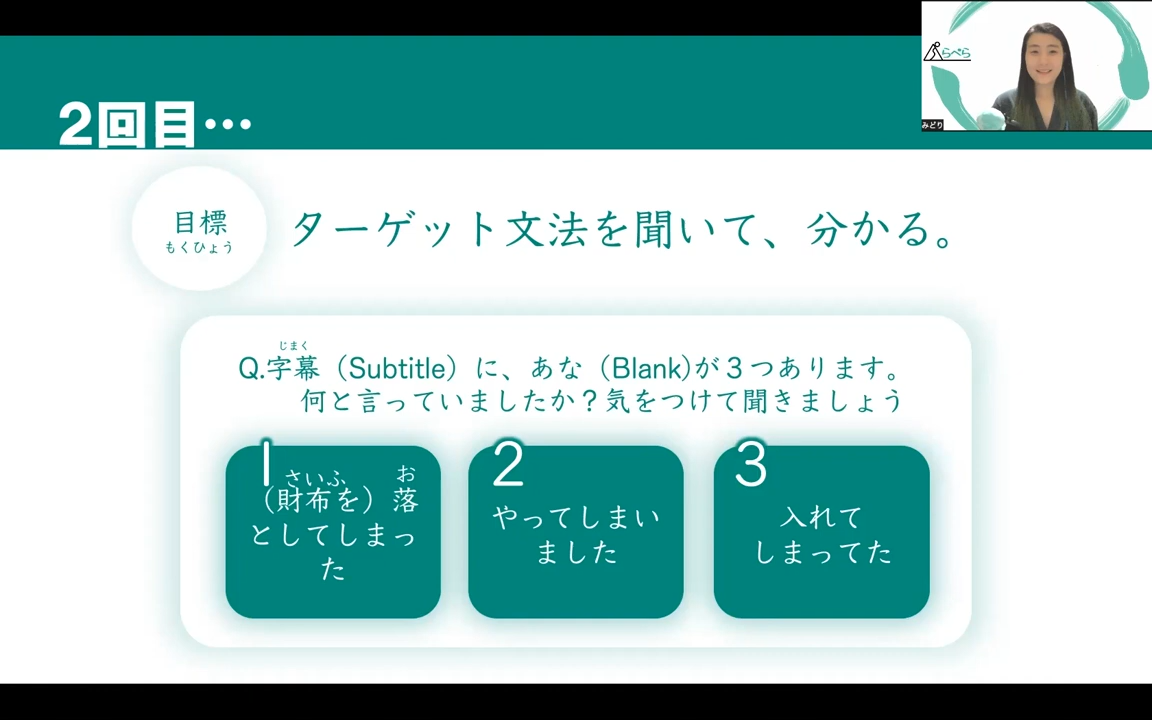 2回目…
らぺら
みどり
目標
もくひょう
ターゲット文法を聞いて、分かる。
じまく
Q.字幕（Subtitle）に、あな（Blank)が３つあります。
何と言っていましたか？気をつけて聞きましょう
1
さいふ お
（財布を）落
としてしまっ
た
2
やってしまい
ました
3
入れて
しまってた